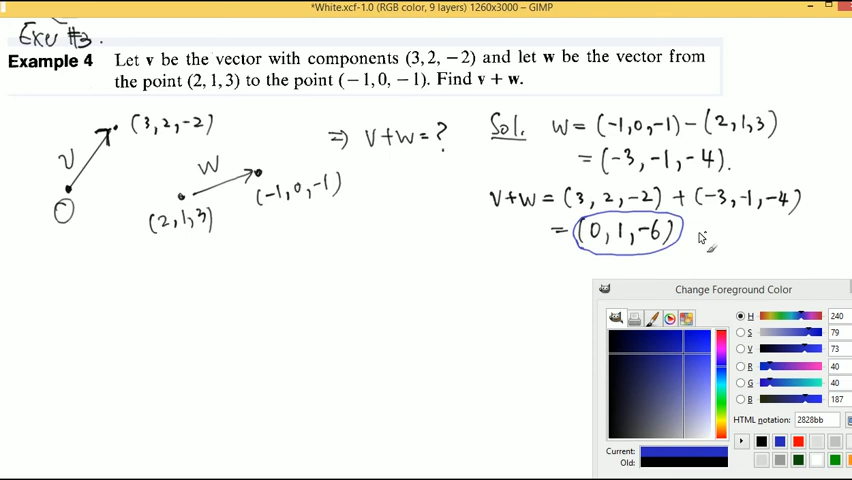 *White.xcf-1.0 (RGB color, 9 layers) 1260x3000 – GIMP
Exer #3.
Example 4 Let v be the vector with components (3, 2, −2) and let w be the vector from
the point (2, 1, 3) to the point (−1, 0, −1). Find v + w.
(3, 2, -2)
V
O
W
(2, 1, 3)
(-1, 0, -1)
⇒ V+W = ?
Sol. W = (-1, 0, -1) - (2, 1, 3)
= (-3, -1, -4).
V+W = (3, 2, -2) + (-3, -1, -4)
= (0, 1, -6)
Change Foreground Color
H 240
S 79
V 73
R 40
G 40
B 187
HTML notation: 2828bb
Current:
Old: